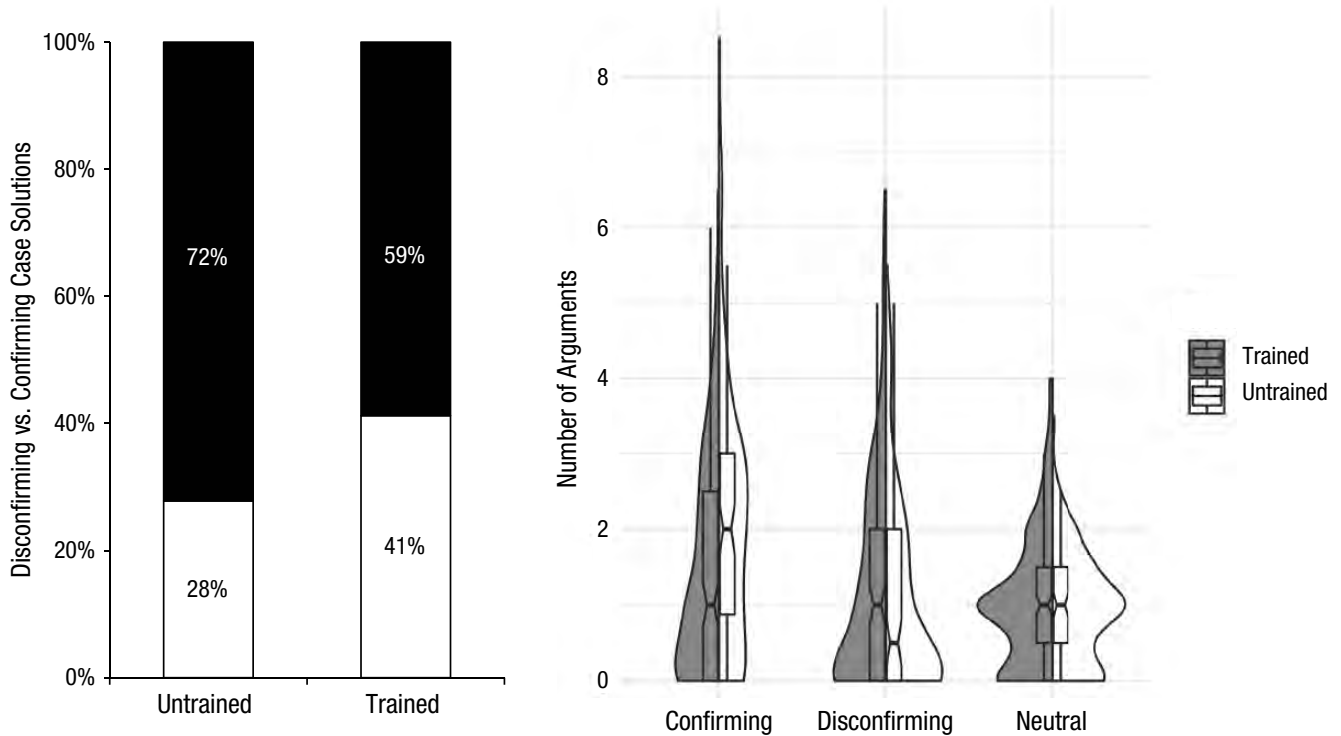 Disconfirming vs. Confirming Case Solutions
100%
80%
60%
40%
20%
0%
72%
28%
59%
41%
Untrained
Trained
Number of Arguments
8
6
4
2
0
Confirming
Disconfirming
Neutral
Trained
Untrained